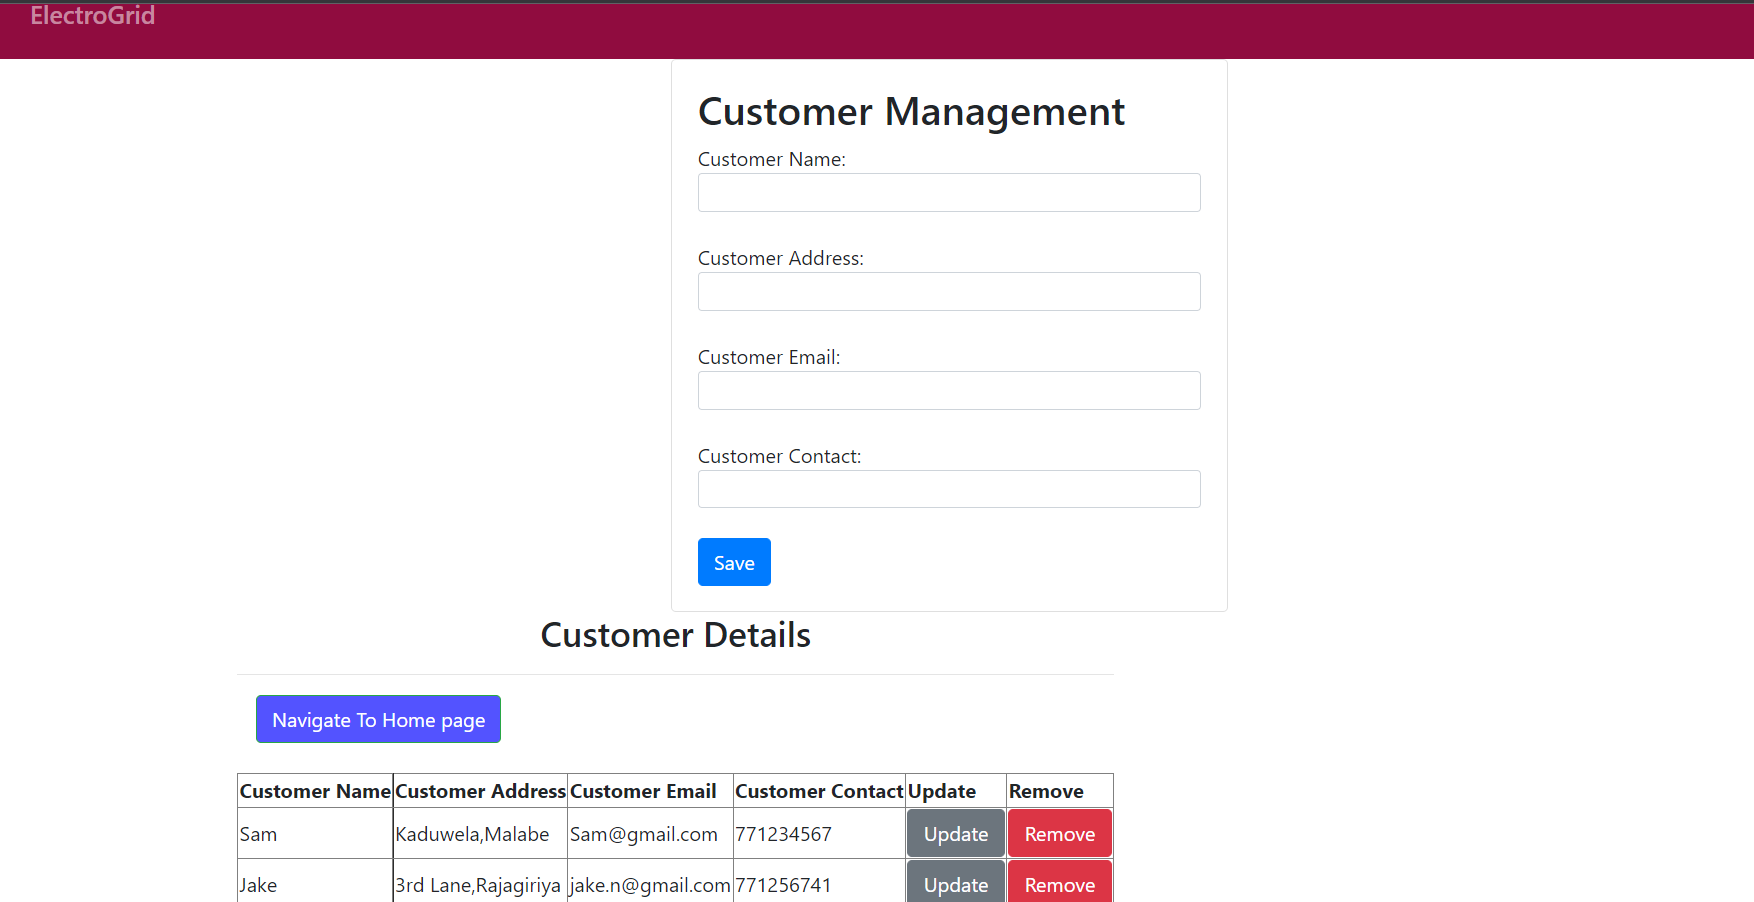 ElectroGrid
Customer Management
Customer Name:
Customer Address:
Customer Email:
Customer Contact:
Save
Customer Details
Navigate To Home page
Customer Name Customer Address Customer Email Customer Contact Update Remove
Sam Kaduwela,Malabe Sam@gmail.com 771234567 Update Remove
Jake 3rd Lane,Rajagiriya jake.n@gmail.com 771256741 Update Remove